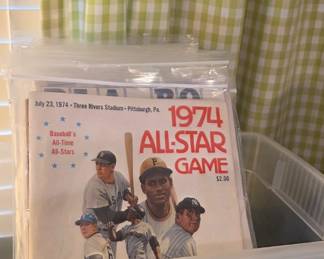 July 23, 1974 • Three Rivers Stadium • Pittsburgh, Pa.
1974
ALL-STAR
GAME
$2.00
Baseball's
All-Time
All-Stars